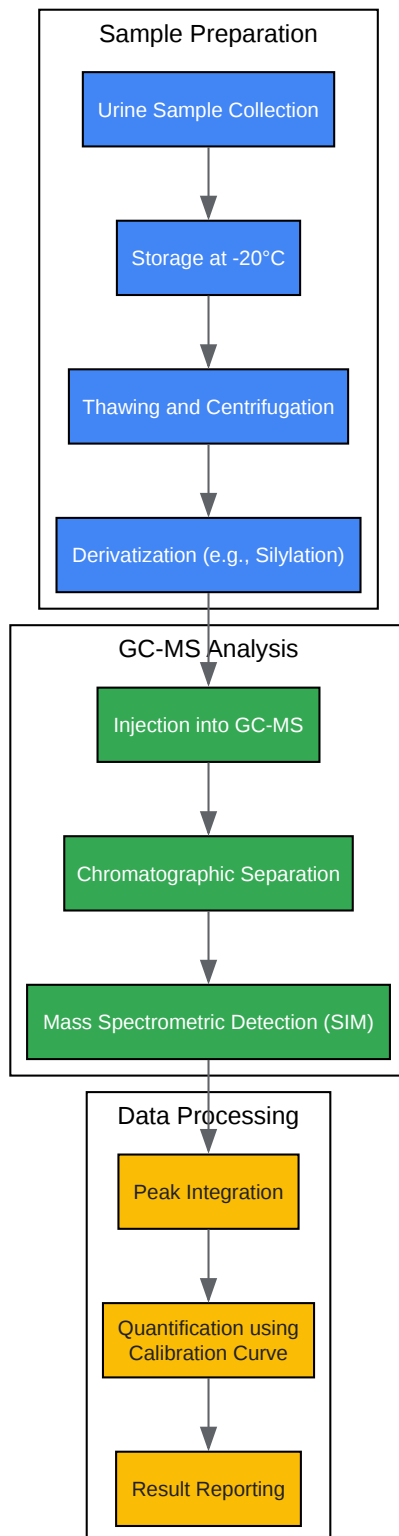 Sample Preparation
Urine Sample Collection
Storage at -20°C
Thawing and Centrifugation
Derivatization (e.g., Silylation)
GC-MS Analysis
Injection into GC-MS
Chromatographic Separation
Mass Spectrometric Detection (SIM)
Data Processing
Peak Integration
Quantification using
Calibration Curve
Result Reporting